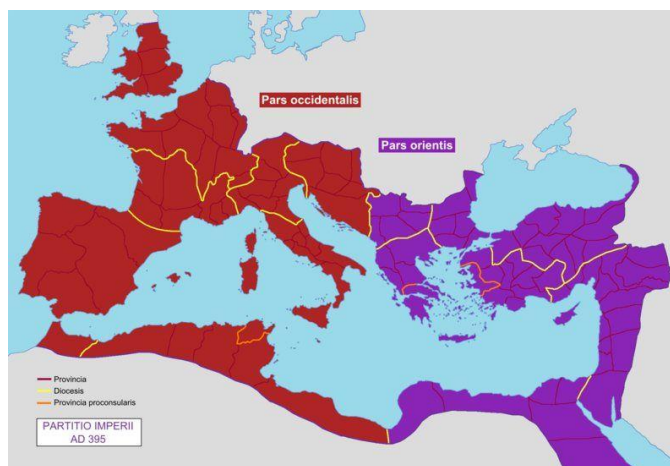 Pars occidentalis
Pars orientis
Provincia
Diocesis
Provincia proconsularis
PARTITIO IMPERII
AD 395